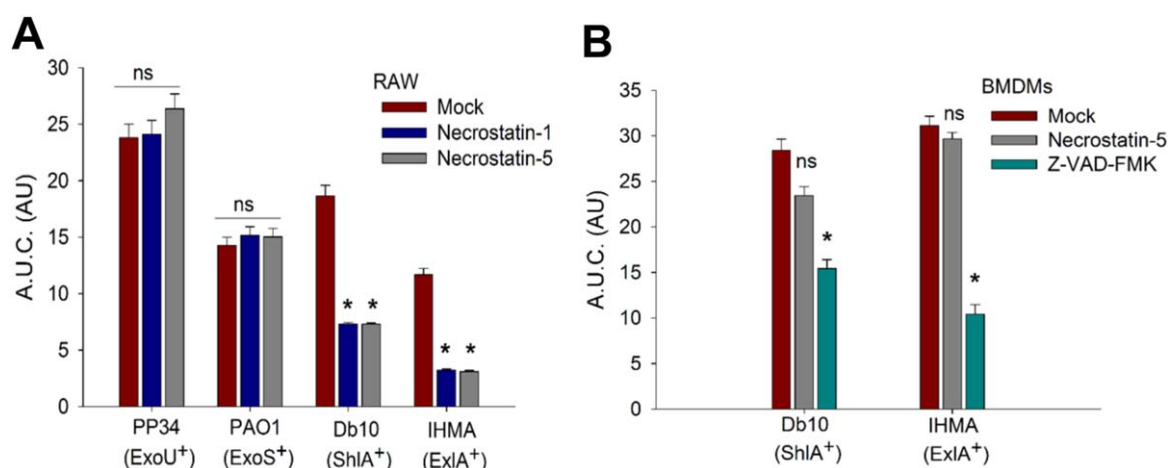 A
B
30
25
20
15
10
5
0
A.U.C. (AU)
ns
ns
* *
* *
RAW
Mock
Necrostatin-1
Necrostatin-5
PP34 PAO1 Db10 IHMA
(ExoU+) (ExoS+) (ShlA+) (ExlA+)
35
30
25
20
15
10
5
0
A.U.C. (AU)
ns
*
ns
*
BMDMs
Mock
Necrostatin-5
Z-VAD-FMK
Db10 IHMA
(ShlA+) (ExlA+)